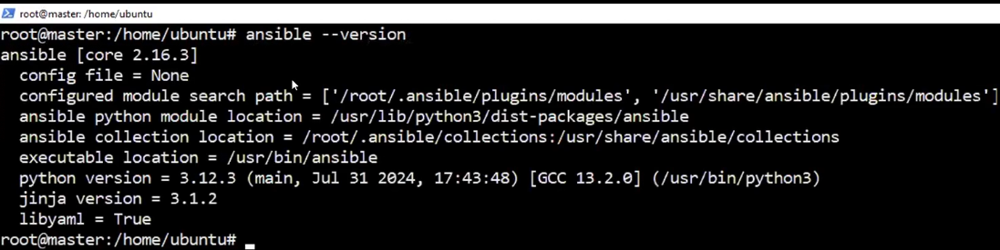 root@master: /home/ubuntu
root@master:/home/ubuntu# ansible --version
ansible [core 2.16.3]
  config file = None
  configured module search path = ['/root/.ansible/plugins/modules', '/usr/share/ansible/plugins/modules']
  ansible python module location = /usr/lib/python3/dist-packages/ansible
  ansible collection location = /root/.ansible/collections:/usr/share/ansible/collections
  executable location = /usr/bin/ansible
  python version = 3.12.3 (main, Jul 31 2024, 17:43:48) [GCC 13.2.0] (/usr/bin/python3)
  jinja version = 3.1.2
  libyaml = True
root@master:/home/ubuntu#